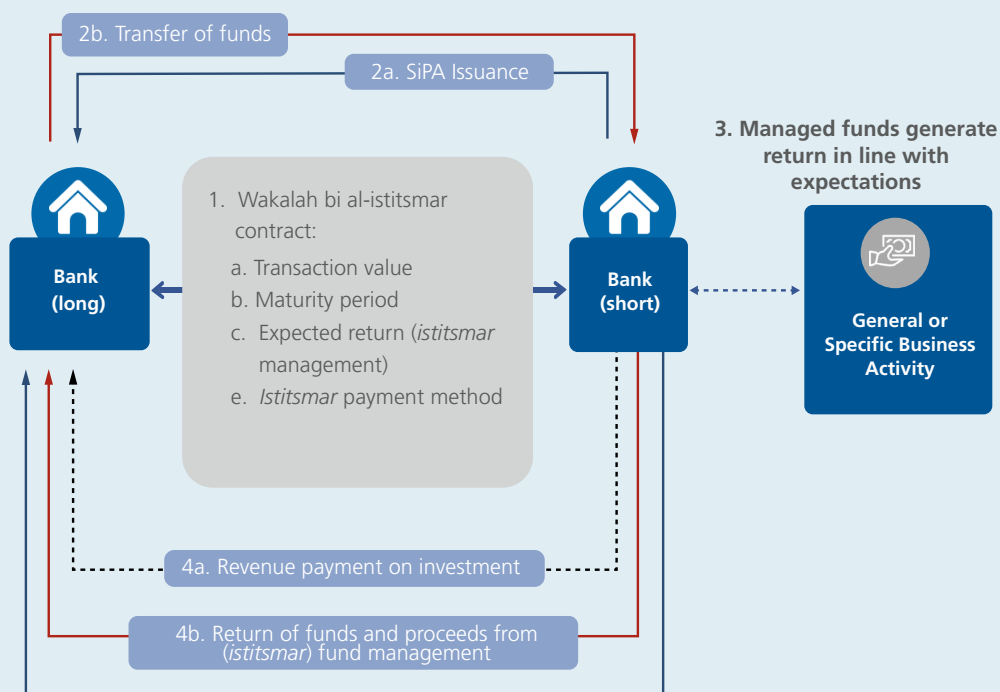 2b. Transfer of funds
2a. SiPA Issuance
3. Managed funds generate
return in line with
expectations
Bank
(long)
1. Wakalah bi al-istitsmar
contract:
a. Transaction value
b. Maturity period
c. Expected return (istitsmar
management)
e. Istitsmar payment method
Bank
(short)
General or
Specific Business
Activity
4a. Revenue payment on investment
4b. Return of funds and proceeds from
(istitsmar) fund management